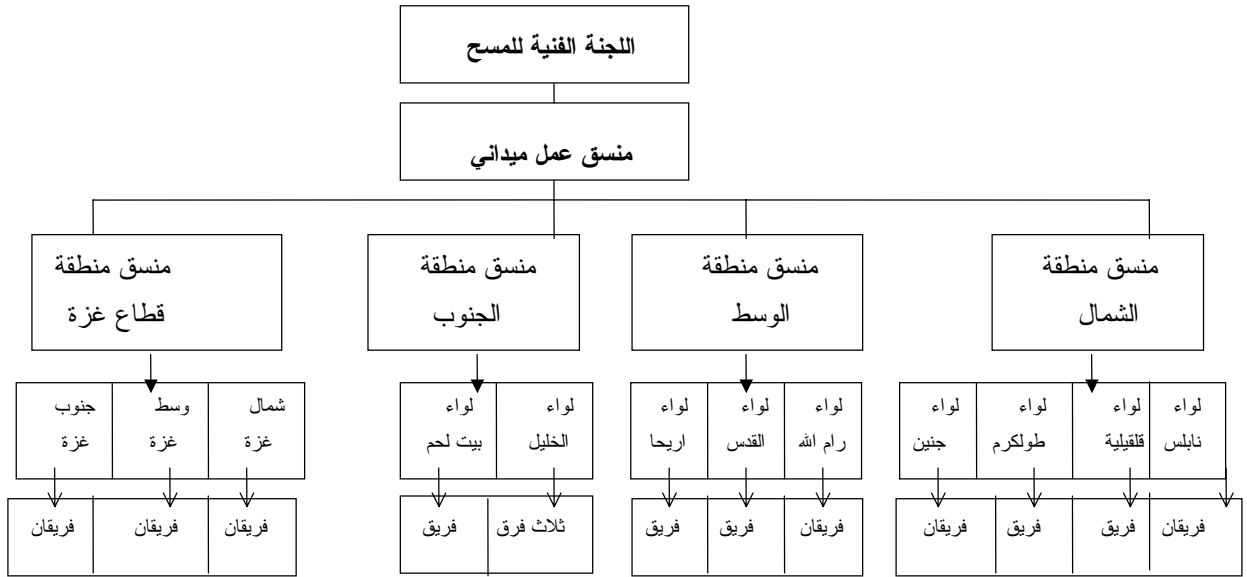 اللجنة الفنية للمسح
منسق عمل ميداني
منسق منطقة
الشمال
منسق منطقة
الوسط
منسق منطقة
الجنوب
منسق منطقة
قطاع غزة
لواء
نابلس
لواء
قلقيلية
لواء
طولكرم
لواء
جنين
لواء
رام الله
لواء
القدس
لواء
اريحا
لواء
الخليل
لواء
بيت لحم
شمال
غزة
وسط
غزة
جنوب
غزة
فريقان
فريق
فريق
فريقان
فريقان
فريق
فريق
ثلاث فرق
فريق
فريقان
فريقان
فريقان